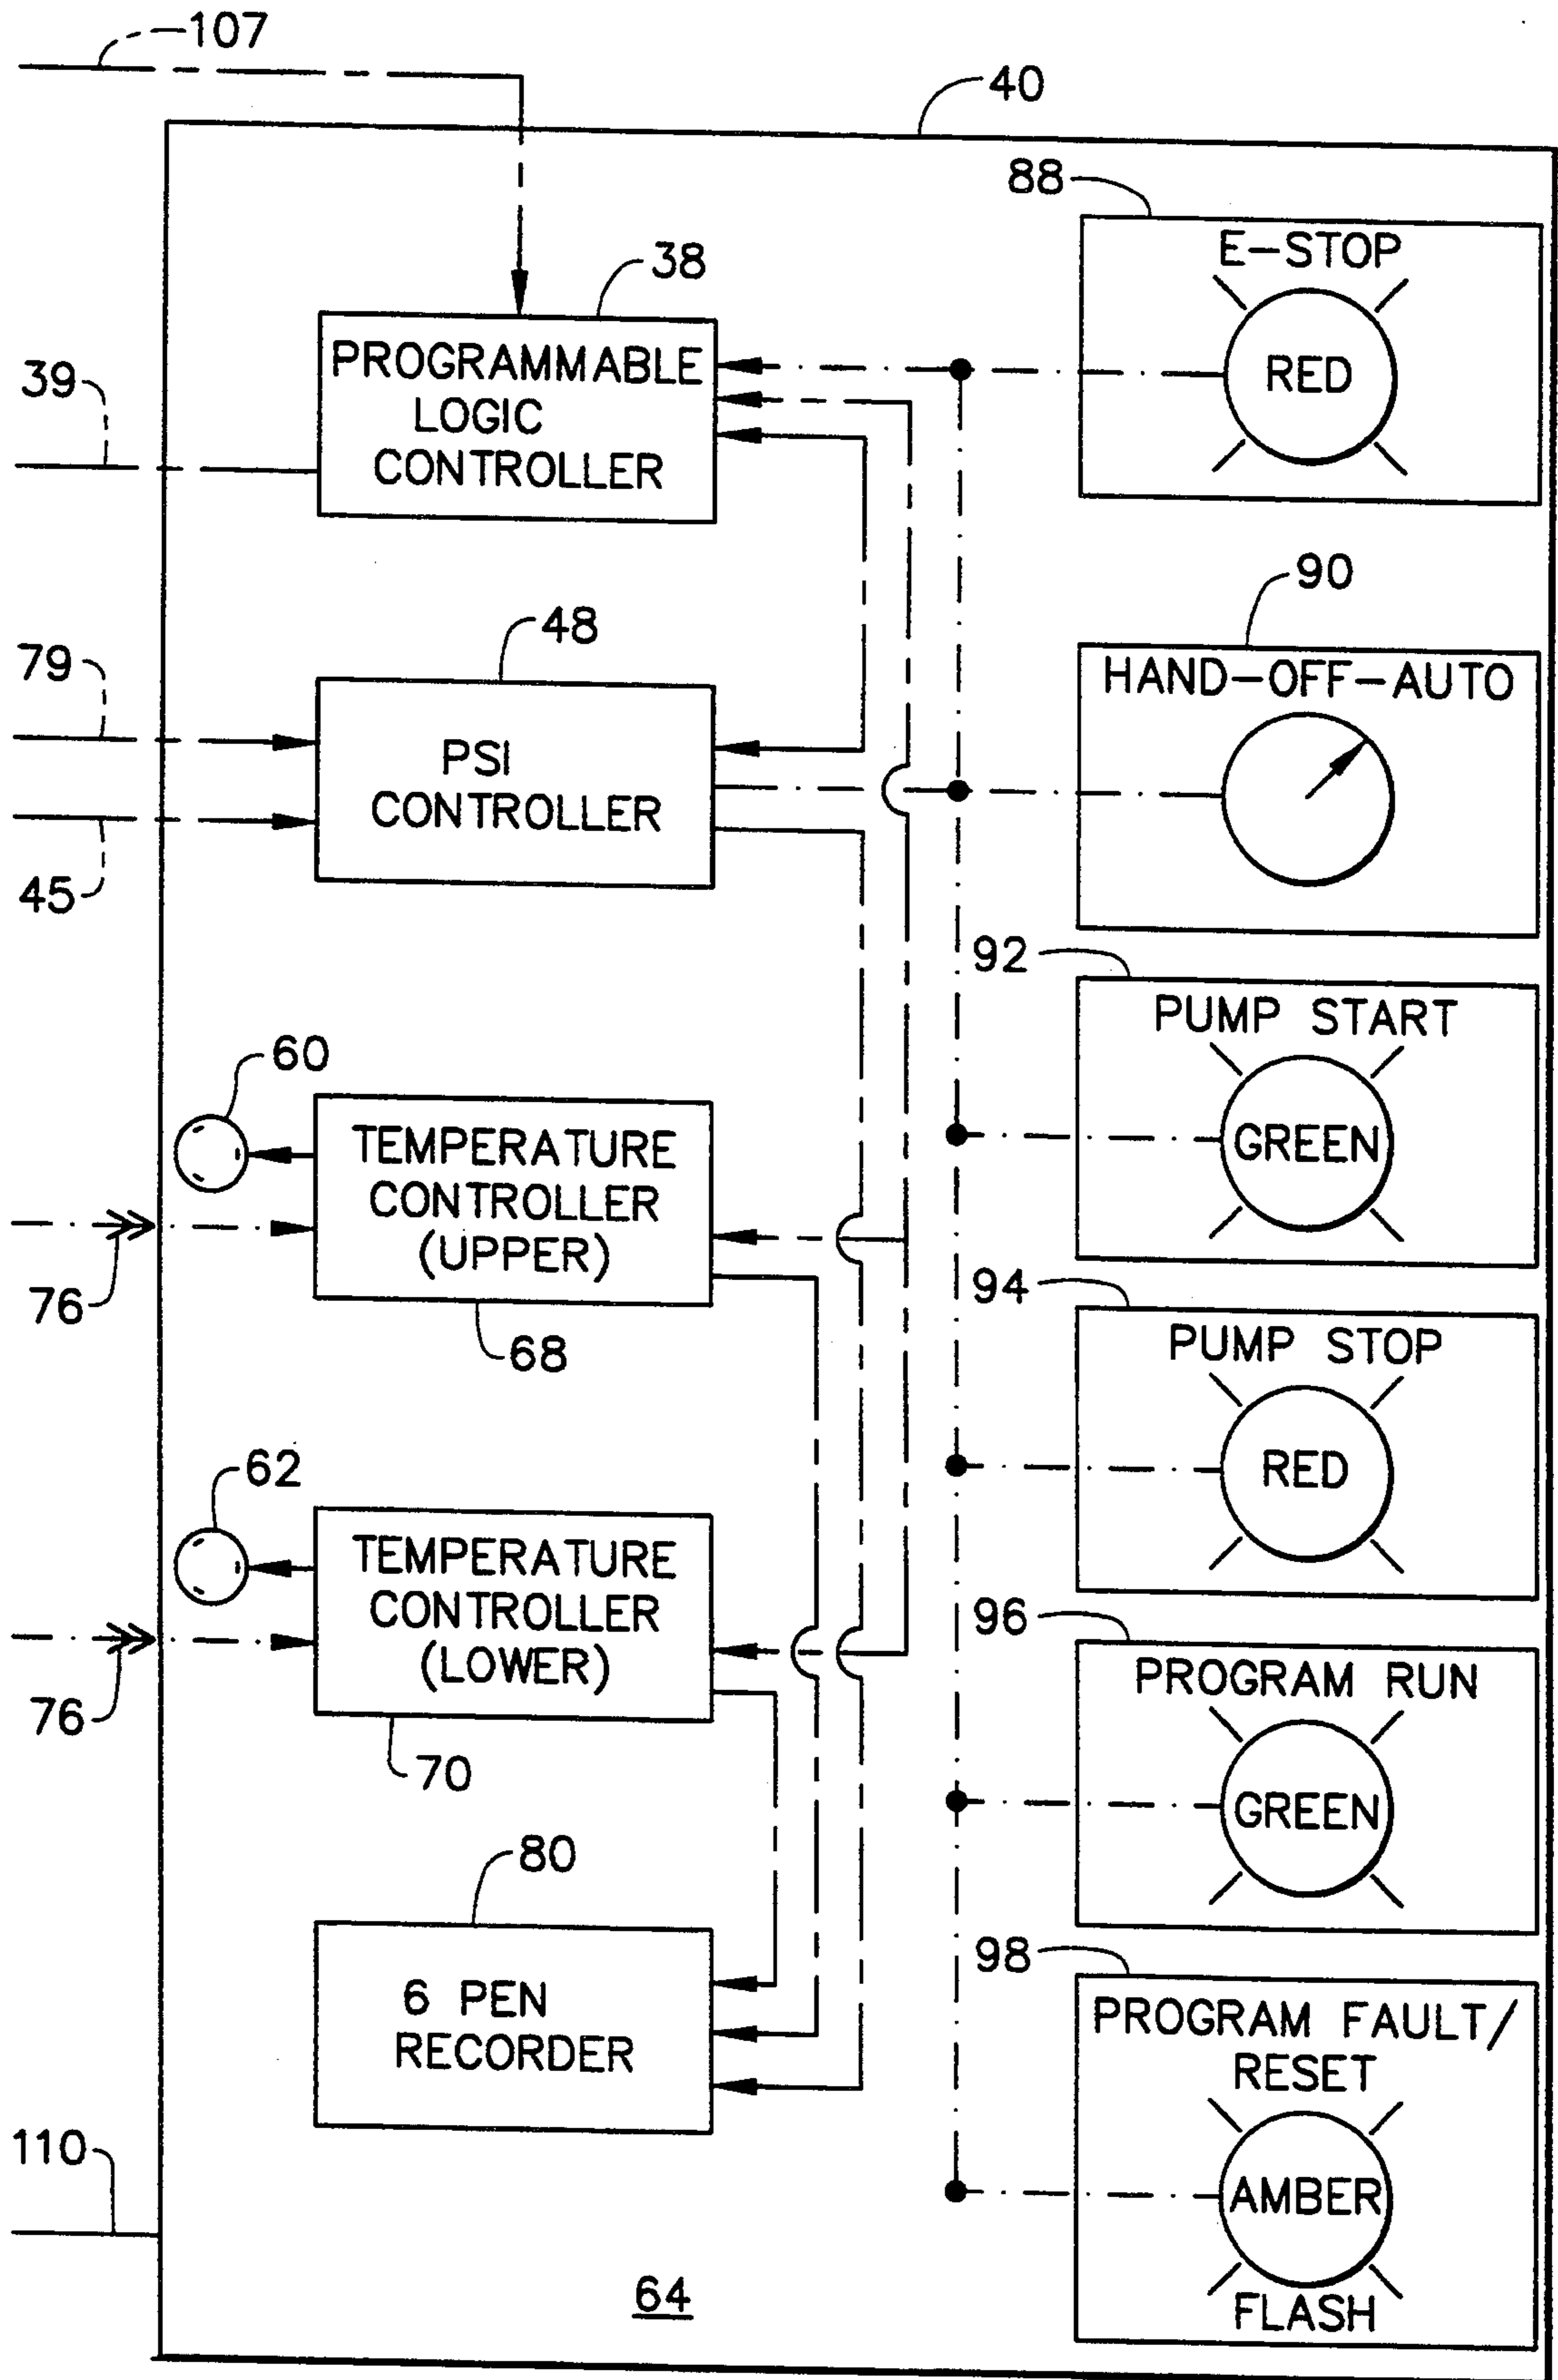 107
40
88
E-STOP
RED
38
PROGRAMMABLE
LOGIC
CONTROLLER
39
90
HAND-OFF-AUTO
48
PSI
CONTROLLER
79
45
92
PUMP START
GREEN
60
TEMPERATURE
CONTROLLER
(UPPER)
76
68
94
PUMP STOP
RED
62
TEMPERATURE
CONTROLLER
(LOWER)
76
70
96
PROGRAM RUN
GREEN
80
6 PEN
RECORDER
98
PROGRAM FAULT/
RESET
AMBER
FLASH
110
64